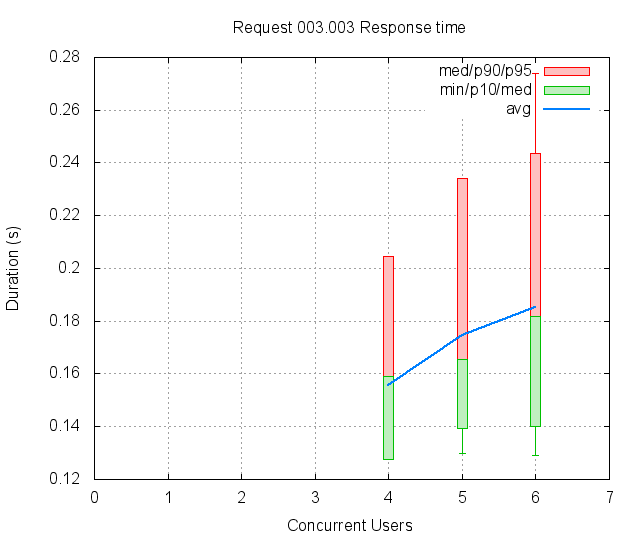 Request 003.003 Response time
0.28
0.26
0.24
0.22
0.2
0.18
0.16
0.14
0.12
Duration (s)
med/p90/p95
min/p10/med
avg
0 1 2 3 4 5 6 7
Concurrent Users